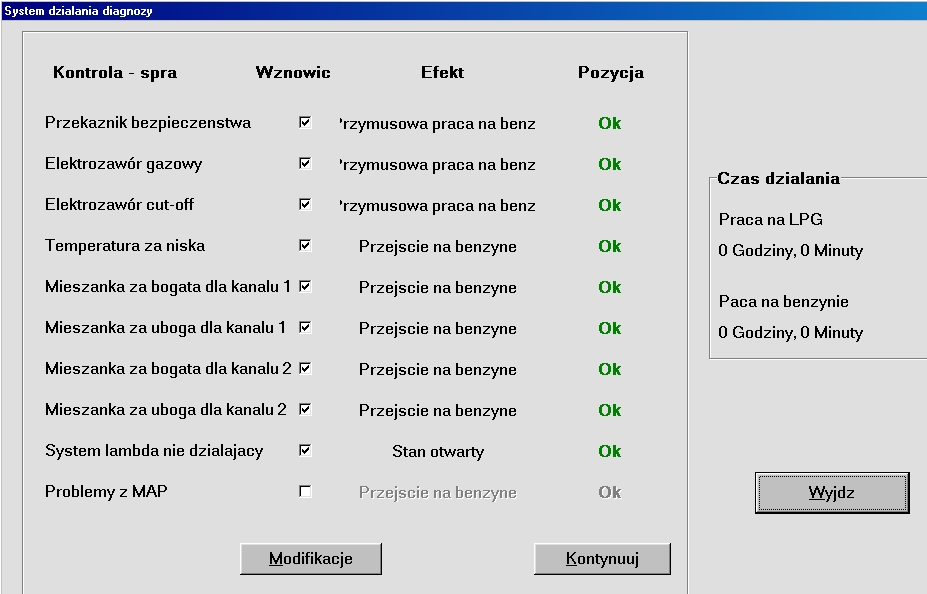 System dzialania diagnozy
Kontrola - spra Wznowic Efekt Pozycja
Przekaznik bezpieczenstwa 'rzymusowa praca na benz Ok
Elektrozawór gazowy 'rzymusowa praca na benz Ok
Elektrozawór cut-off 'rzymusowa praca na benz Ok
Temperatura za niska Przejscie na benzyne Ok
Mieszanka za bogata dla kanalu 1 Przejscie na benzyne Ok
Mieszanka za uboga dla kanalu 1 Przejscie na benzyne Ok
Mieszanka za bogata dla kanalu 2 Przejscie na benzyne Ok
Mieszanka za uboga dla kanalu 2 Przejscie na benzyne Ok
System lambda nie dzialajacy Stan otwarty Ok
Problemy z MAP Przejscie na benzyne Ok
Modifikacje Kontynuuj
Czas dzialania
Praca na LPG
0 Godziny, 0 Minuty
Paca na benzynie
0 Godziny, 0 Minuty
Wyjdz